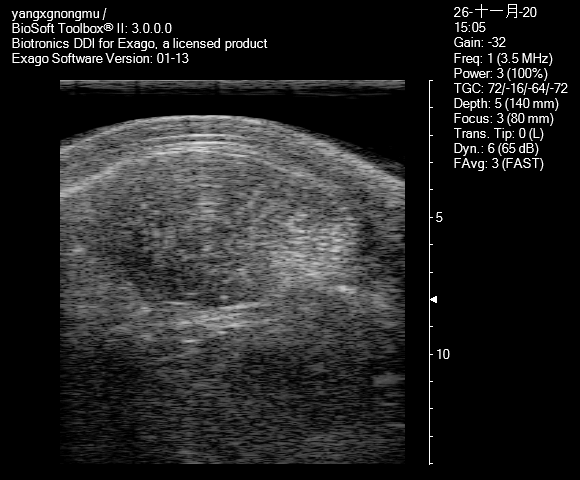 yangxgnongmu /
BioSoft Toolbox® II: 3.0.0.0
Biotronics DDI for Exago, a licensed product
Exago Software Version: 01-13
26-十一月-20
15:05
Gain: -32
Freq: 1 (3.5 MHz)
Power: 3 (100%)
TGC: 72/-16/-64/-72
Depth: 5 (140 mm)
Focus: 3 (80 mm)
Trans. Tip: 0 (L)
Dyn.: 6 (65 dB)
FAvg: 3 (FAST)
5
10